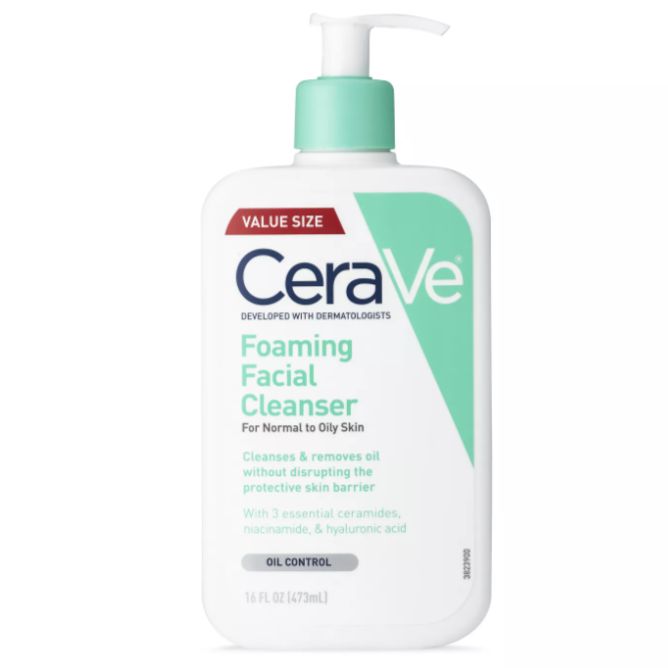 VALUE SIZE
CeraVe®
DEVELOPED WITH DERMATOLOGISTS
Foaming
Facial
Cleanser
For Normal to Oily Skin
Cleanses & removes oil
without disrupting the
protective skin barrier
With 3 essential ceramides,
niacinamide, & hyaluronic acid
OIL CONTROL
16 FL OZ (473mL)
3823900